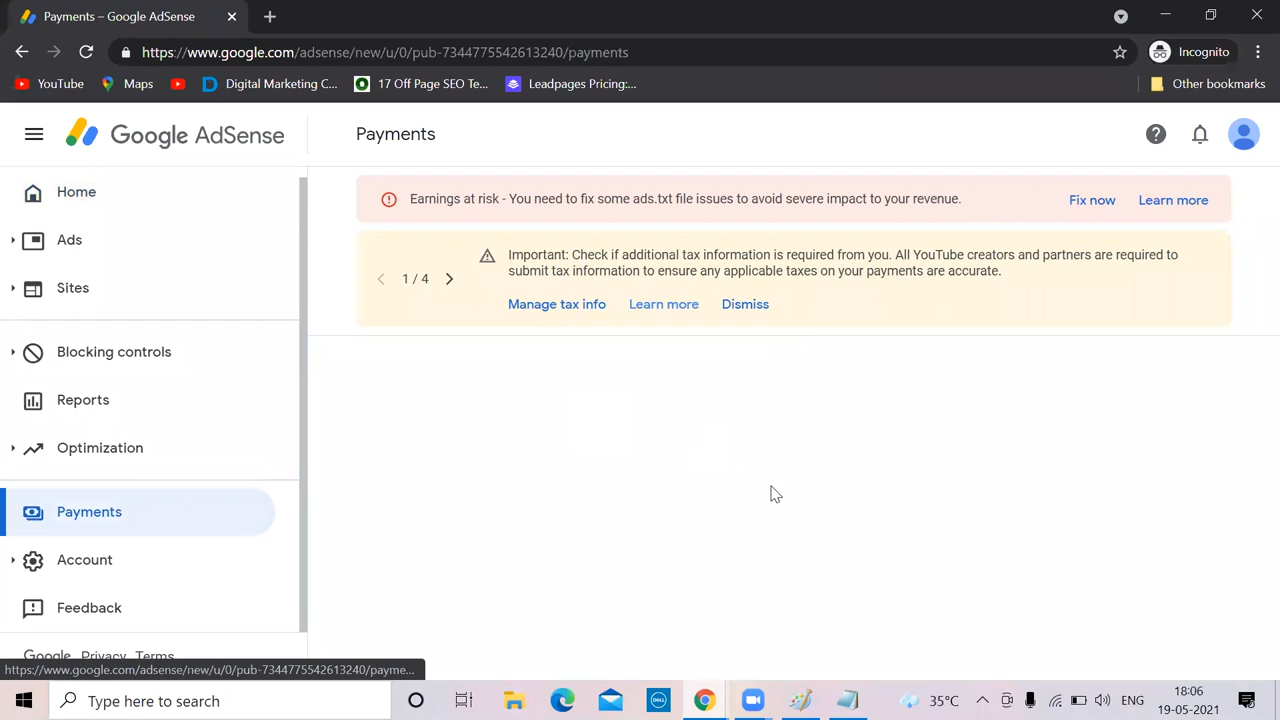 Payments – Google AdSense
https://www.google.com/adsense/new/u/0/pub-7344775542613240/payments
Incognito
YouTube
Maps
Digital Marketing C...
17 Off Page SEO Te...
Leadpages Pricing:...
Other bookmarks
Google AdSense
Payments
Home
Ads
Sites
Blocking controls
Reports
Optimization
Payments
Account
Feedback
Google Privacy Terms
Earnings at risk - You need to fix some ads.txt file issues to avoid severe impact to your revenue.
Fix now
Learn more
1 / 4
Important: Check if additional tax information is required from you. All YouTube creators and partners are required to
submit tax information to ensure any applicable taxes on your payments are accurate.
Manage tax info
Learn more
Dismiss
https://www.google.com/adsense/new/u/0/pub-7344775542613240/payme...
Type here to search
DELL
35°C
ENG
18:06
19-05-2021